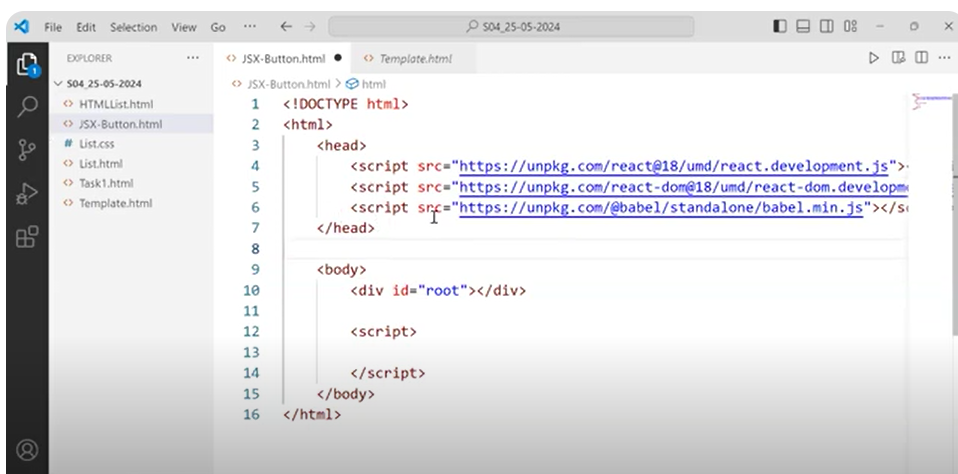 File Edit Selection View Go ··· S04_25-05-2024
EXPLORER ···
S04_25-05-2024
HTMLList.html
JSX-Button.html
List.css
List.html
Task1.html
Template.html
1
JSX-Button.html Template.html
JSX-Button.html > html
1 <!DOCTYPE html>
2 <html>
3 <head>
4 <script src="https://unpkg.com/react@18/umd/react.development.js">
5 <script src="https://unpkg.com/react-dom@18/umd/react-dom.developm
6 <script src="https://unpkg.com/@babel/standalone/babel.min.js"></s
7 </head>
8
9 <body>
10 <div id="root"></div>
11
12 <script>
13
14 </script>
15 </body>
16 </html>